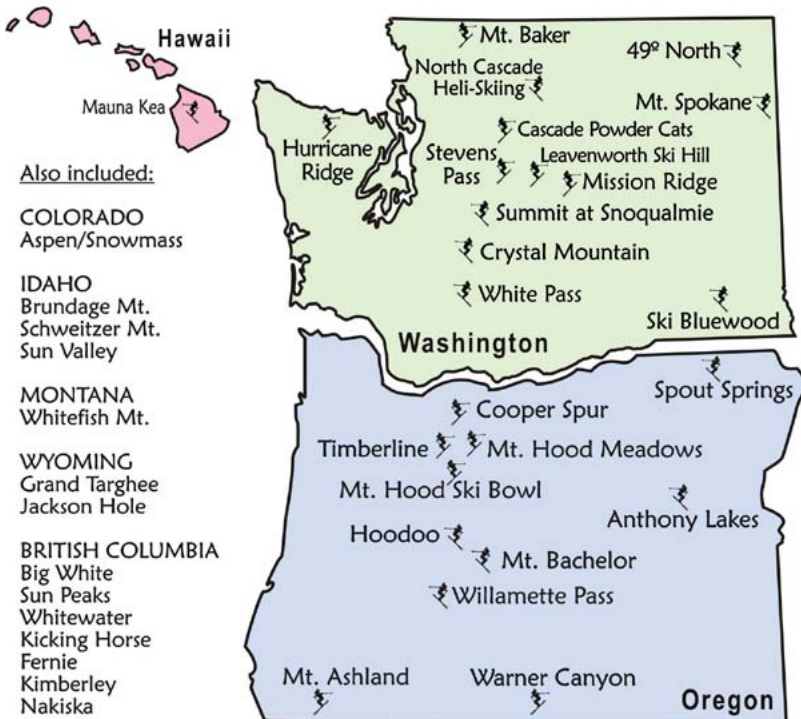 Hawaii
Mauna Kea
Also included:
COLORADO
Aspen/Snowmass
IDAHO
Brundage Mt.
Schweitzer Mt.
Sun Valley
MONTANA
Whitefish Mt.
WYOMING
Grand Targhee
Jackson Hole
BRITISH COLUMBIA
Big White
Sun Peaks
Whitewater
Kicking Horse
Fernie
Kimberley
Nakiska
Mt. Baker
49º North
North Cascade
Heli-Skiing
Mt. Spokane
Hurricane
Ridge
Cascade Powder Cats
Stevens
Pass
Leavenworth Ski Hill
Mission Ridge
Summit at Snoqualmie
Crystal Mountain
White Pass
Ski Bluewood
Washington
Spout Springs
Cooper Spur
Timberline
Mt. Hood Meadows
Mt. Hood Ski Bowl
Anthony Lakes
Hoodoo
Mt. Bachelor
Willamette Pass
Mt. Ashland
Warner Canyon
Oregon